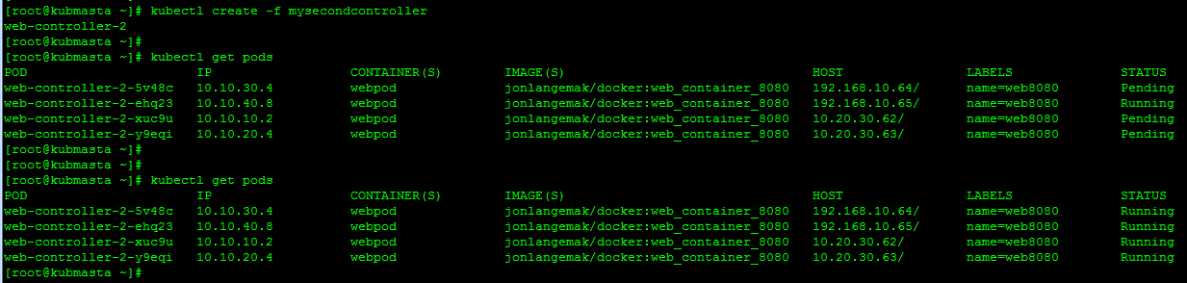 [root@kubmasta ~]# kubectl create -f mysecondcontroller
web-controller-2
[root@kubmasta ~]#
[root@kubmasta ~]# kubectl get pods
POD IP CONTAINER(S) IMAGE(S) HOST LABELS STATUS
web-controller-2-5v48c 10.10.30.4 webpod jonlangemak/docker:web_container_8080 192.168.10.64/ name=web8080 Pending
web-controller-2-ehq23 10.10.40.8 webpod jonlangemak/docker:web_container_8080 192.168.10.65/ name=web8080 Running
web-controller-2-xuc9u 10.10.10.2 webpod jonlangemak/docker:web_container_8080 10.20.30.62/ name=web8080 Pending
web-controller-2-y9eqi 10.10.20.4 webpod jonlangemak/docker:web_container_8080 10.20.30.63/ name=web8080 Pending
[root@kubmasta ~]#
[root@kubmasta ~]#
[root@kubmasta ~]# kubectl get pods
POD IP CONTAINER(S) IMAGE(S) HOST LABELS STATUS
web-controller-2-5v48c 10.10.30.4 webpod jonlangemak/docker:web_container_8080 192.168.10.64/ name=web8080 Running
web-controller-2-ehq23 10.10.40.8 webpod jonlangemak/docker:web_container_8080 192.168.10.65/ name=web8080 Running
web-controller-2-xuc9u 10.10.10.2 webpod jonlangemak/docker:web_container_8080 10.20.30.62/ name=web8080 Running
web-controller-2-y9eqi 10.10.20.4 webpod jonlangemak/docker:web_container_8080 10.20.30.63/ name=web8080 Running
[root@kubmasta ~]#